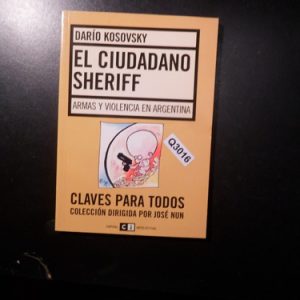 DARÍO KOSOVSKY
EL CIUDADANO
SHERIFF
ARMAS Y VIOLENCIA EN ARGENTINA
Q3016
CLAVES PARA TODOS
COLECCIÓN DIRIGIDA POR JOSÉ NUN